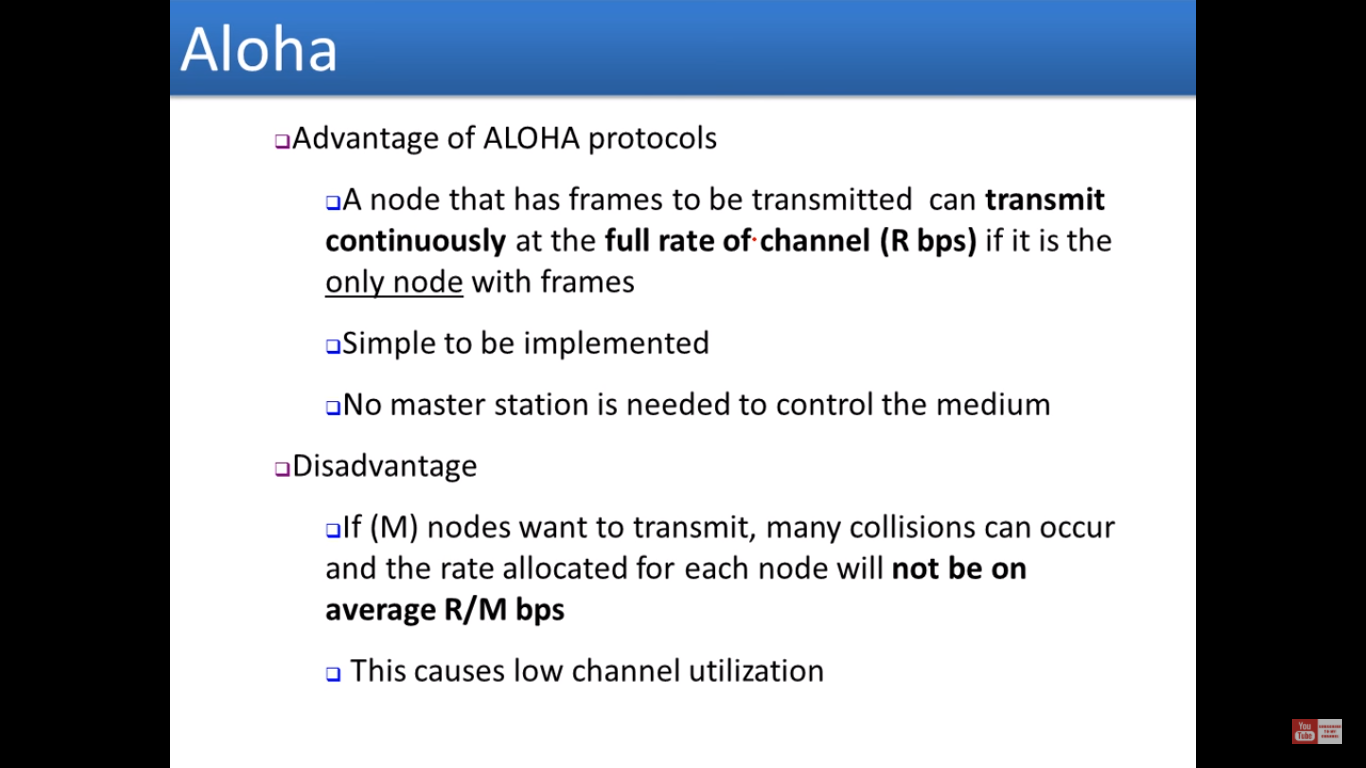 Aloha
❑Advantage of ALOHA protocols
❑A node that has frames to be transmitted can transmit
continuously at the full rate of channel (R bps) if it is the
only node with frames
❑Simple to be implemented
❑No master station is needed to control the medium
❑Disadvantage
❑If (M) nodes want to transmit, many collisions can occur
and the rate allocated for each node will not be on
average R/M bps
❑ This causes low channel utilization
You
Tube